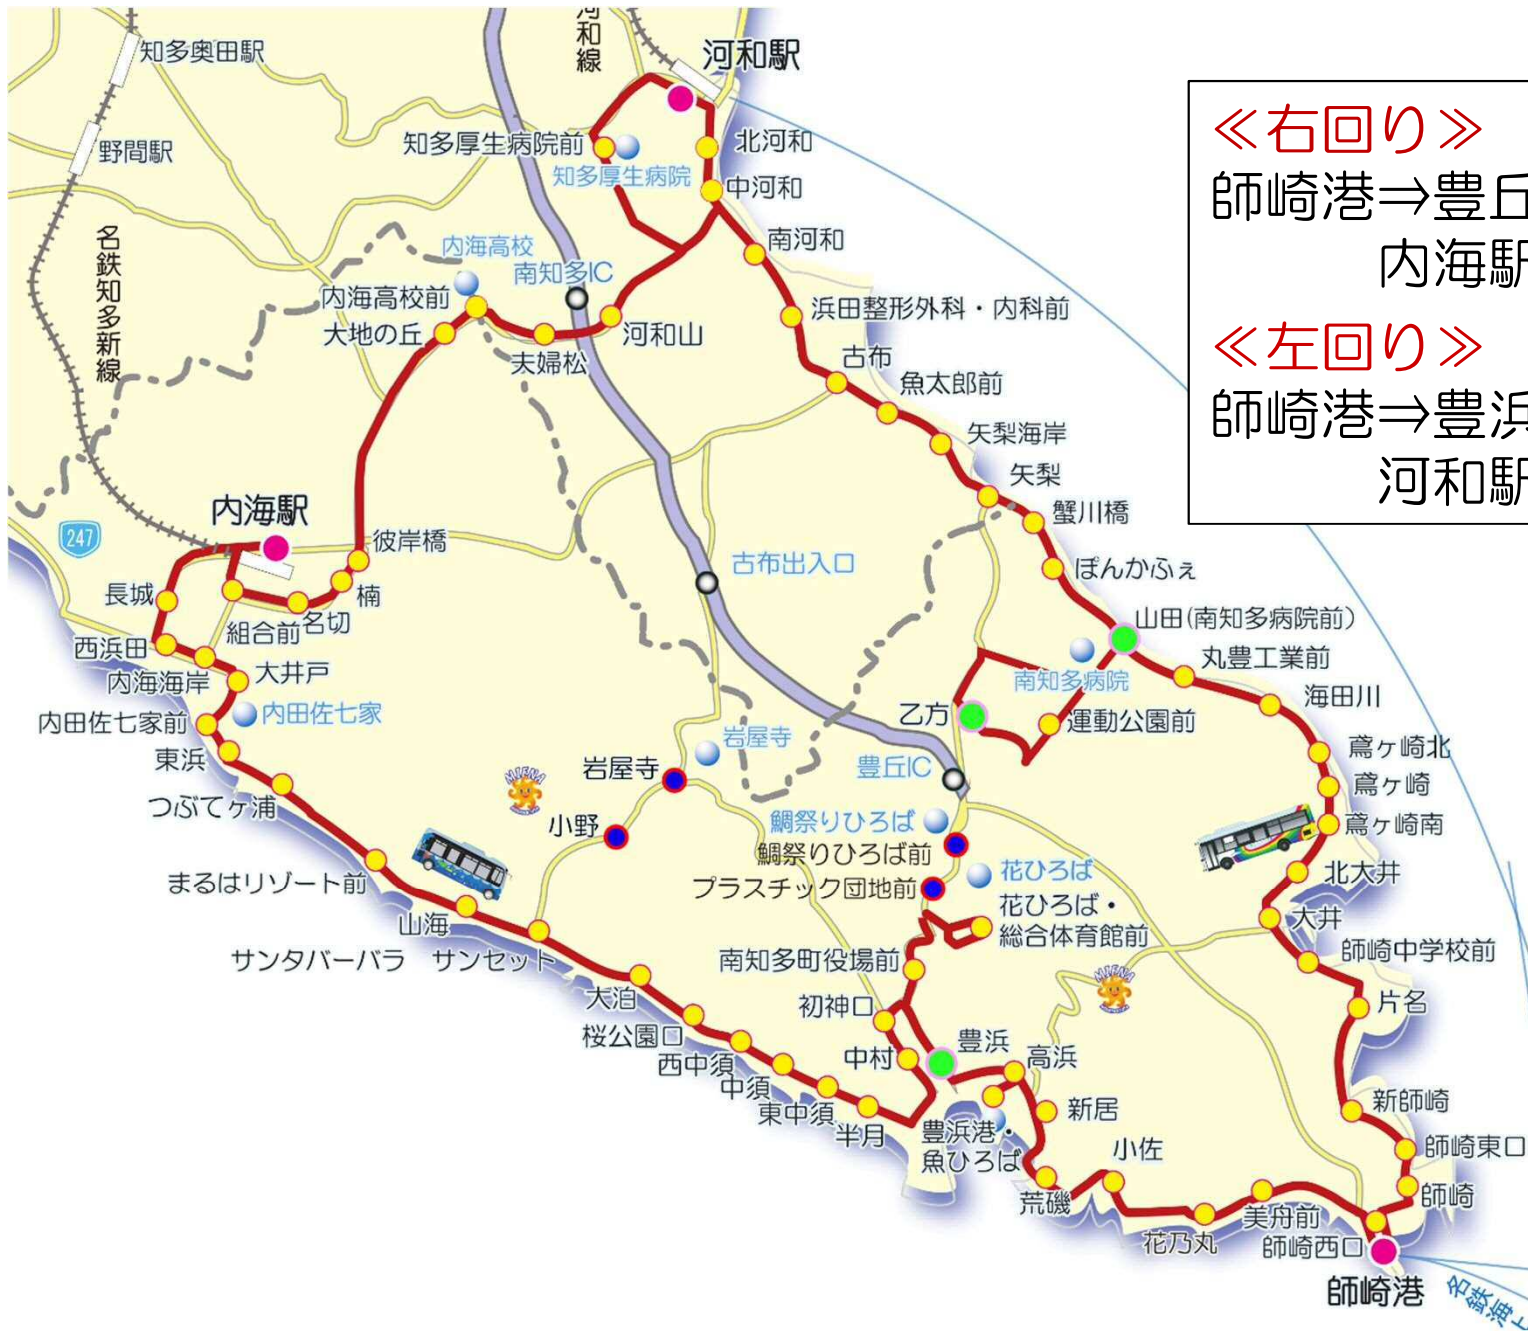 知多奥田駅
河和線
河和駅
野間駅
知多厚生病院前
知多厚生病院
北河和
中河和
≪右回り≫
師崎港⇒豊丘
内海駅
≪左回り≫
師崎港⇒豊浜
河和駅
名鉄知多新線
内海高校
南知多IC
南河和
内海高校前
大地の丘
夫婦松
河和山
浜田整形外科・内科前
古布
魚太郎前
矢梨海岸
矢梨
蟹川橋
ぽんかふぇ
247
内海駅
彼岸橋
古布出入口
長城
楠
名切
組合前
西浜田
内海海岸
大井戸
山田(南知多病院前)
丸豊工業前
南知多病院
海田川
内田佐七家前
内田佐七家
乙方
運動公園前
東浜
岩屋寺
岩屋寺
豊丘IC
鳶ヶ崎北
鳶ヶ崎
鳶ヶ崎南
つぶてヶ浦
小野
鯛祭りひろば
鯛祭りひろば前
プラスチック団地前
花ひろば
花ひろば・
総合体育館前
北大井
大井
まるはリゾート前
山海
サンタバーバラ
サンセット
南知多町役場前
師崎中学校前
片名
大泊
桜公園口
初神口
西中須
中村
豊浜
高浜
中須
東中須
半月
新居
豊浜港・
魚ひろば
荒磯
小佐
新師崎
師崎東口
師崎
花乃丸
美舟前
師崎西口
師崎港
名鉄海上
MIENA
MIENA